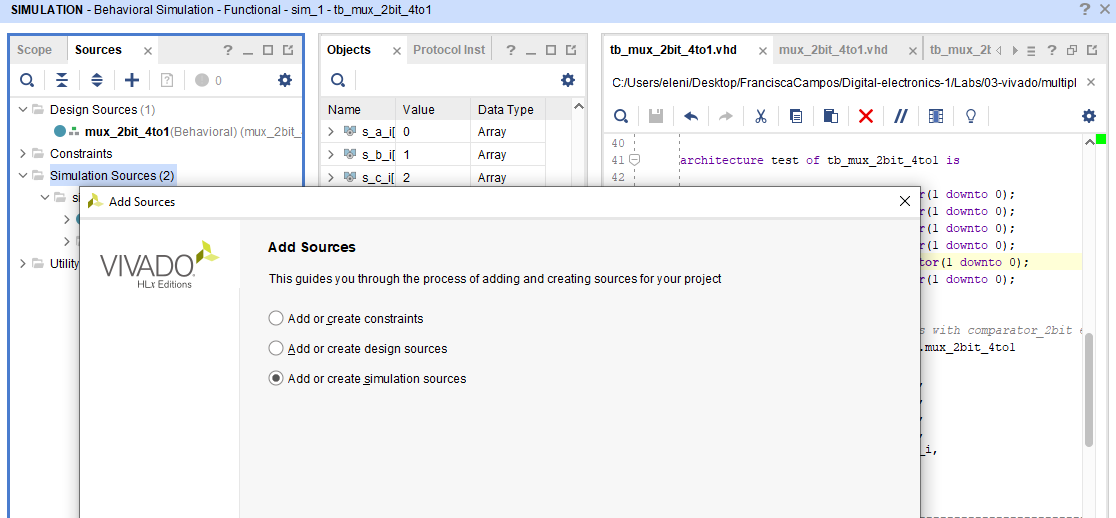 SIMULATION - Behavioral Simulation - Functional - sim_1 - tb_mux_2bit_4to1
Scope Sources
0
Design Sources (1)
mux_2bit_4to1(Behavioral) (mux_2bit_
Constraints
Simulation Sources (2)
si
Utility
Objects Protocol Inst
Name Value Data Type
s_a_i[ 0 Array
s_b_i[ 1 Array
s_c_i[ 2 Array
tb_mux_2bit_4to1.vhd mux_2bit_4to1.vhd tb_mux_2t
C:/Users/eleni/Desktop/FranciscaCampos/Digital-electronics-1/Labs/03-vivado/multipl
40
41 architecture test of tb_mux_2bit_4to1 is
42
r(1 downto 0);
r(1 downto 0);
r(1 downto 0);
r(1 downto 0);
tor(1 downto 0);
r(1 downto 0);
s with comparator_2bit e
.mux_2bit_4to1
,
,
,
,
_i,
Add Sources
VIVADO
HLx Editions
Add Sources
This guides you through the process of adding and creating sources for your project
Add or create constraints
Add or create design sources
Add or create simulation sources